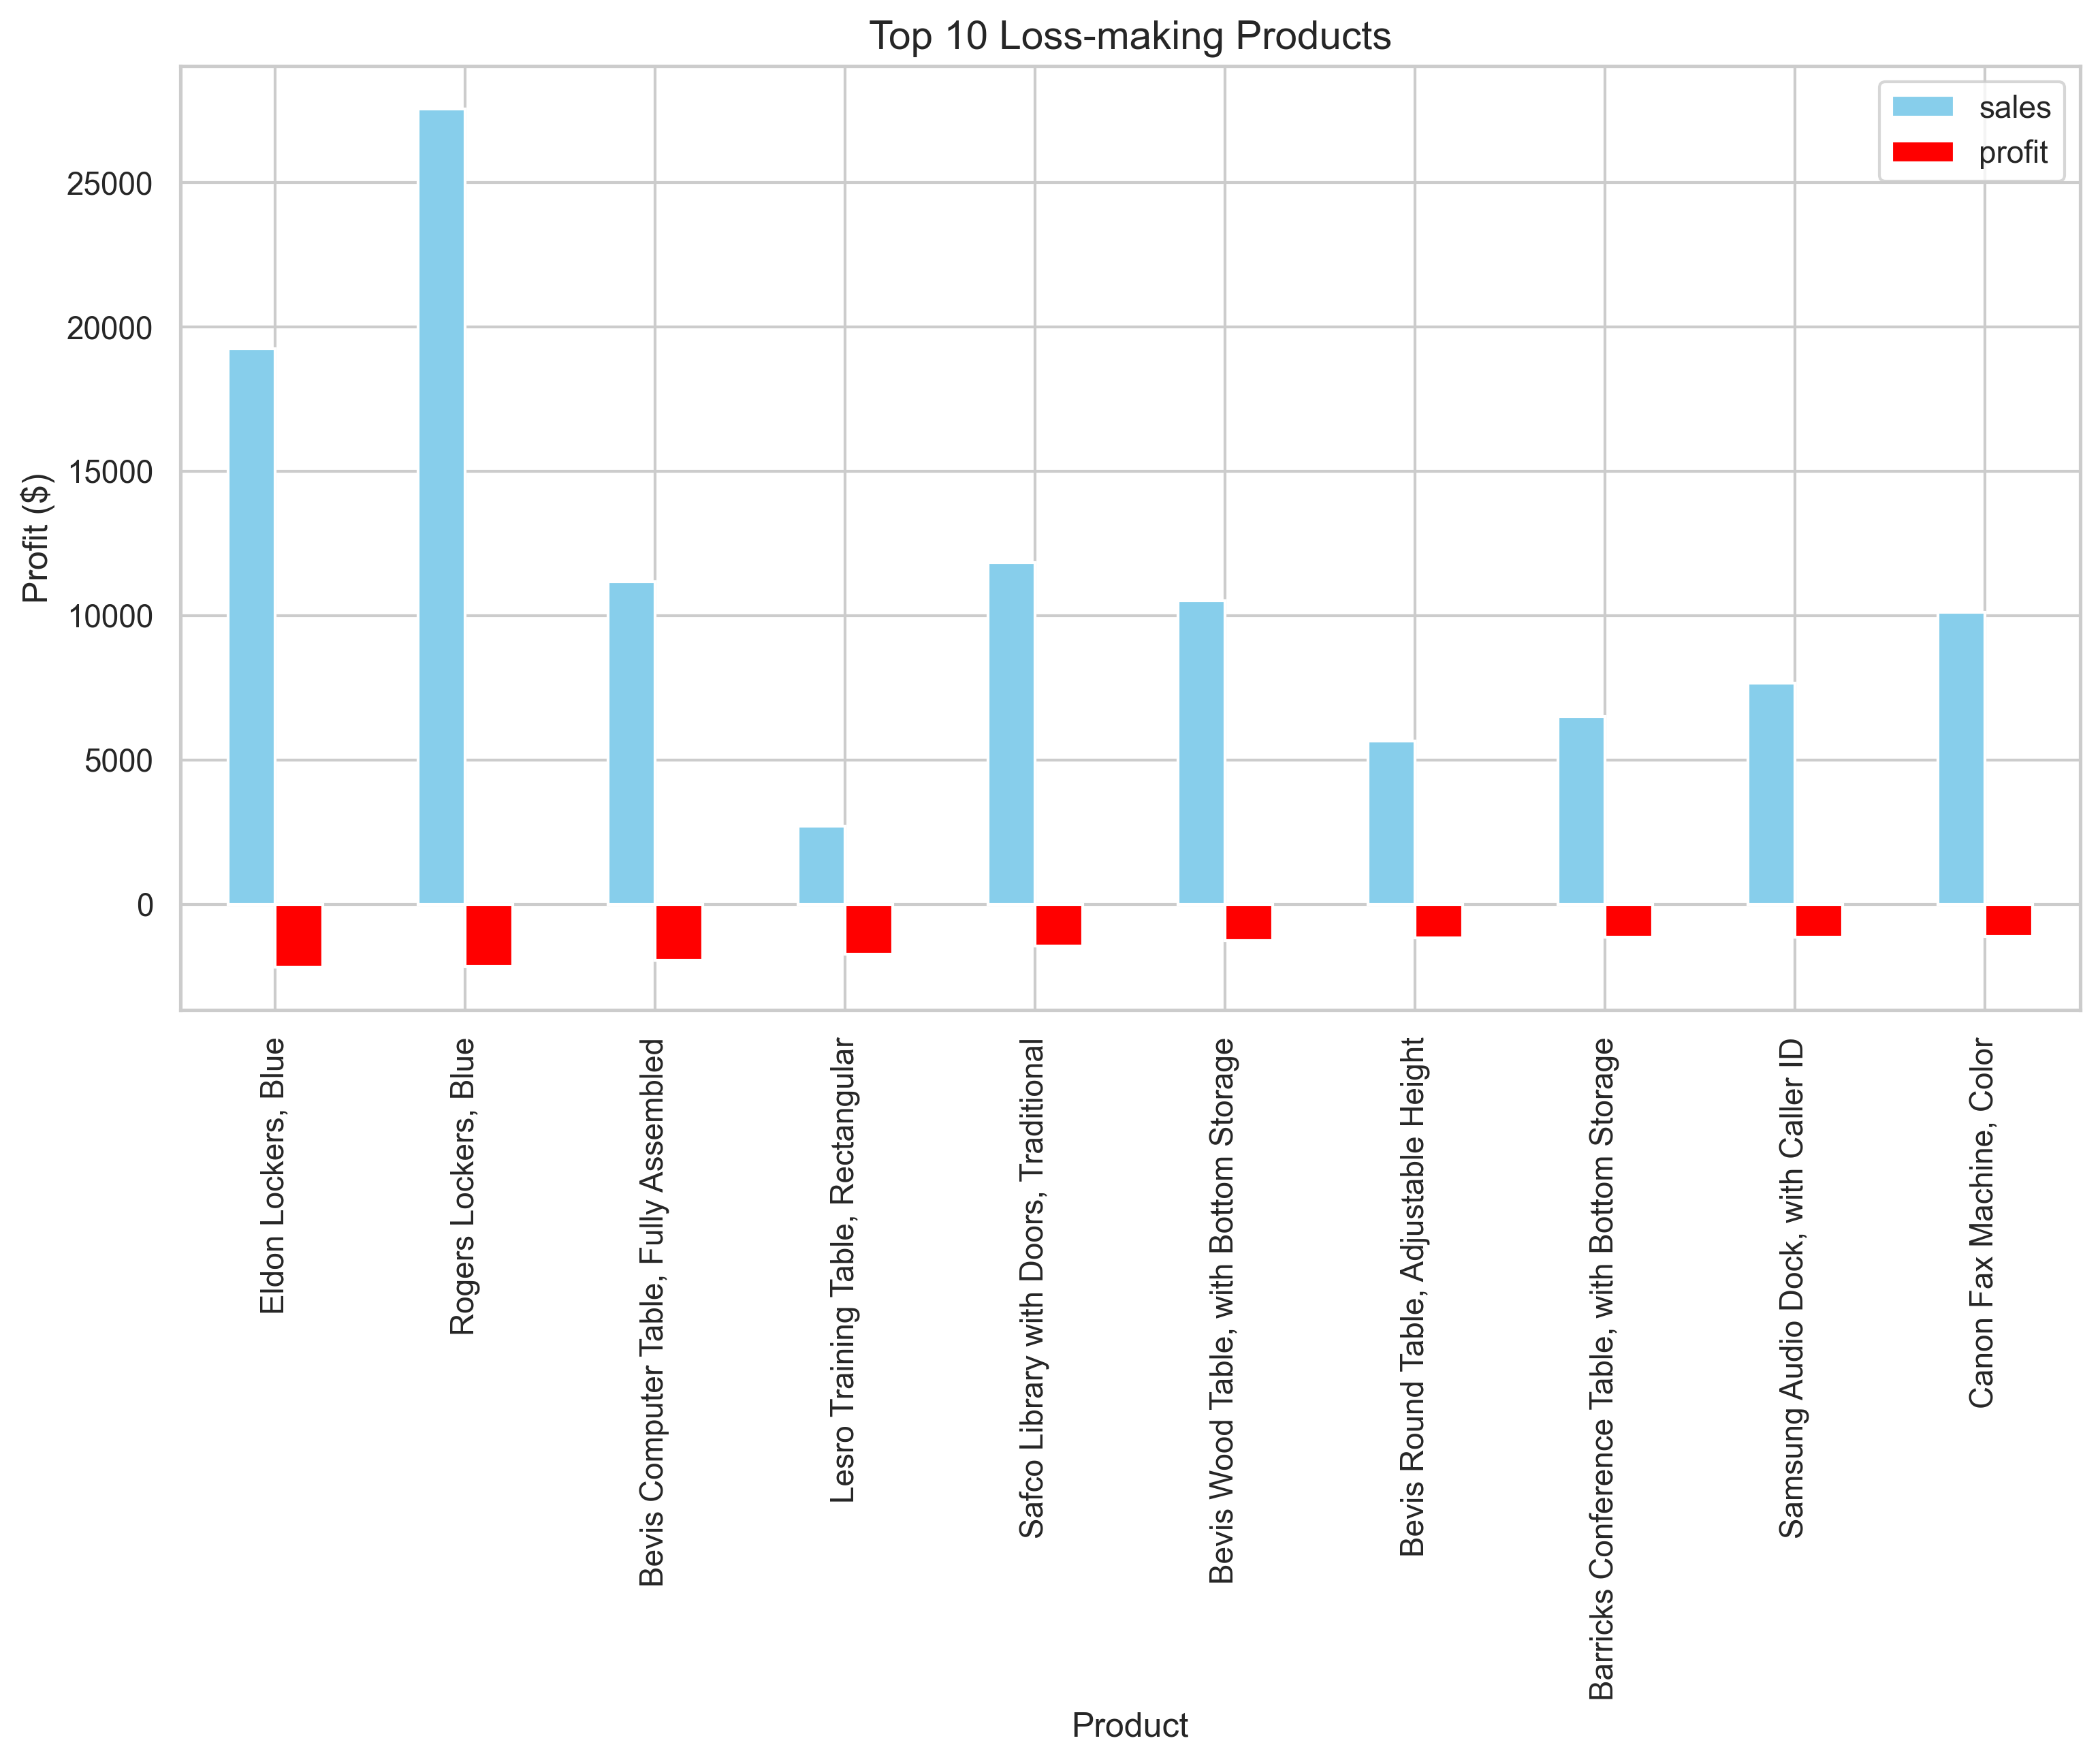 Top 10 Loss-making Products
sales
profit
Profit ($)
25000
20000
15000
10000
5000
0
Eldon Lockers, Blue
Rogers Lockers, Blue
Bevis Computer Table, Fully Assembled
Lesro Training Table, Rectangular
Safco Library with Doors, Traditional
Bevis Wood Table, with Bottom Storage
Bevis Round Table, Adjustable Height
Barricks Conference Table, with Bottom Storage
Samsung Audio Dock, with Caller ID
Canon Fax Machine, Color
Product